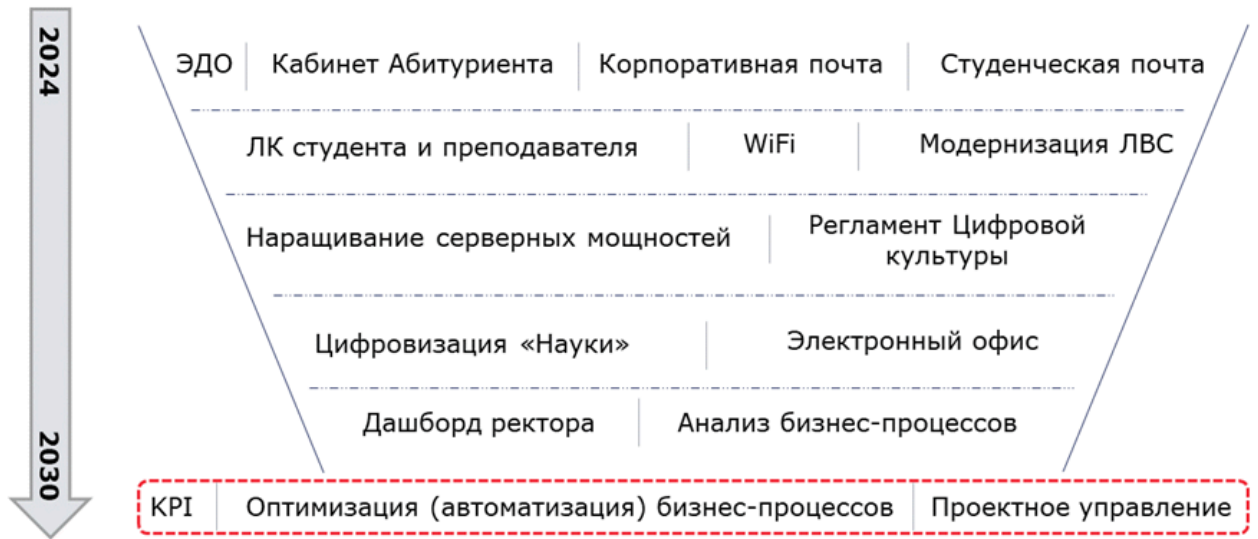 2024
ЭДО Кабинет Абитуриента Корпоративная почта Студенческая почта
ЛК студента и преподавателя WiFi Модернизация ЛВС
Наращивание серверных мощностей
Регламент Цифровой
культуры
Цифровизация «Науки» Электронный офис
Дашборд ректора Анализ бизнес-процессов
2030
KPI Оптимизация (автоматизация) бизнес-процессов Проектное управление